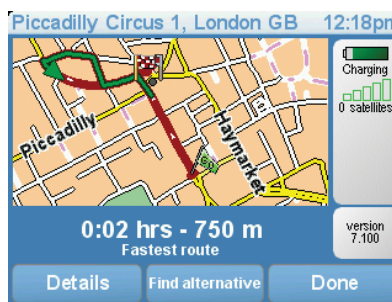 Piccadilly Circus 1, London GB 12:18pm
Charging
0 satellites
Piccadilly
Haymarket
0:02 hrs - 750 m
Fastest route
version
7.100
Details
Find alternative
Done